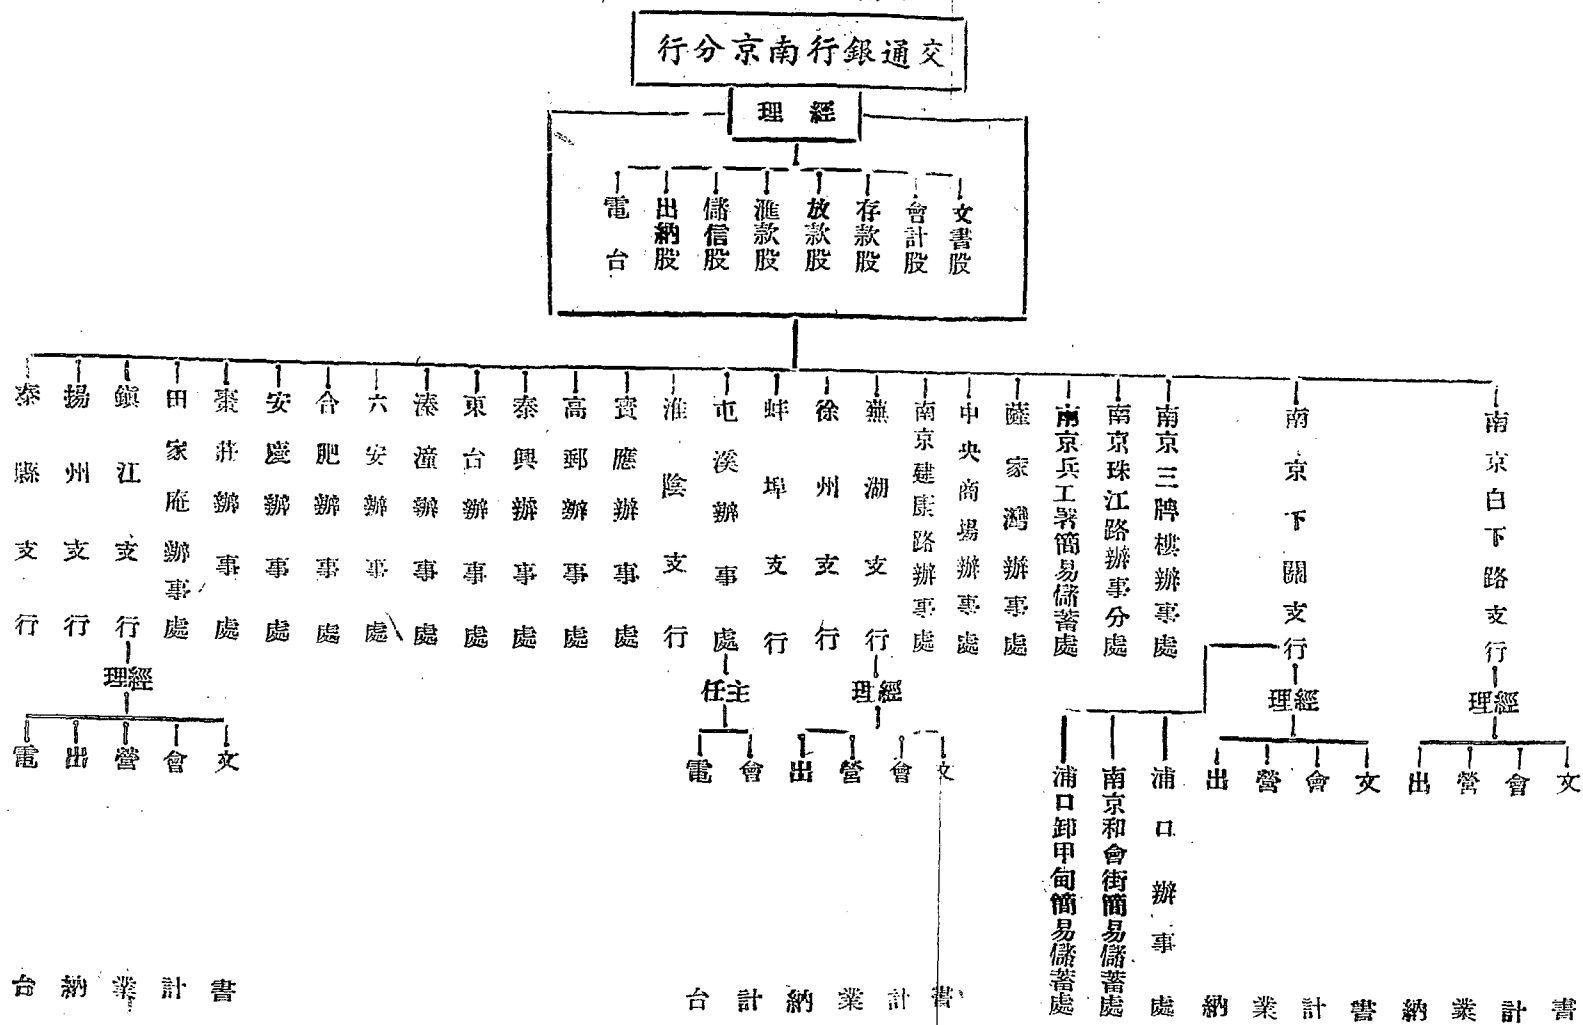 交通銀行南京分行
經理
文書股
會計股
存款股
放款股
滙款股
儲信股
出納股
電台
南京白下路支行
南京下關支行
南京三牌樓辦事處
南京珠江路辦事分處
南京兵工署簡易儲蓄處
薩家灣辦事處
中央商場辦事處
南京建康路辦事處
蕪湖支行
徐州支行
蚌埠支行
屯溪辦事處
淮陰支行
寶應辦事處
高郵辦事處
泰興辦事處
東台辦事處
溱潼辦事處
六安辦事處
合肥辦事處
安慶辦事處
棗莊辦事處
田家庵辦事處
鎮江支行
揚州支行
泰縣支行
經理
文書
會計
營業
出納
經理
文書
會計
營業
出納
浦口辦事處
南京和會街簡易儲蓄處
浦口卸甲甸簡易儲蓄處
經理
文書
會計
營業
出納
主任
會計
電台
經理
文書
會計
營業
出納
電台